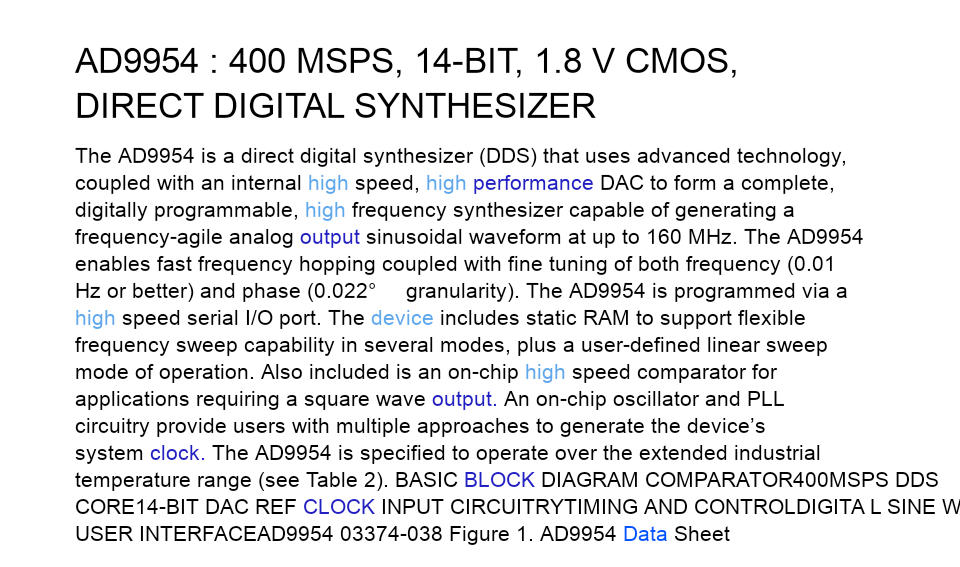 AD9954 : 400 MSPS, 14-BIT, 1.8 V CMOS,
DIRECT DIGITAL SYNTHESIZER
The AD9954 is a direct digital synthesizer (DDS) that uses advanced technology,
coupled with an internal high speed, high performance DAC to form a complete,
digitally programmable, high frequency synthesizer capable of generating a
frequency-agile analog output sinusoidal waveform at up to 160 MHz. The AD9954
enables fast frequency hopping coupled with fine tuning of both frequency (0.01
Hz or better) and phase (0.022° granularity). The AD9954 is programmed via a
high speed serial I/O port. The device includes static RAM to support flexible
frequency sweep capability in several modes, plus a user-defined linear sweep
mode of operation. Also included is an on-chip high speed comparator for
applications requiring a square wave output. An on-chip oscillator and PLL
circuitry provide users with multiple approaches to generate the device’s
system clock. The AD9954 is specified to operate over the extended industrial
temperature range (see Table 2). BASIC BLOCK DIAGRAM COMPARATOR400MSPS DDS
CORE14-BIT DAC REF CLOCK INPUT CIRCUITRYTIMING AND CONTROLDIGITA L SINE W
USER INTERFACEAD9954 03374-038 Figure 1. AD9954 Data Sheet